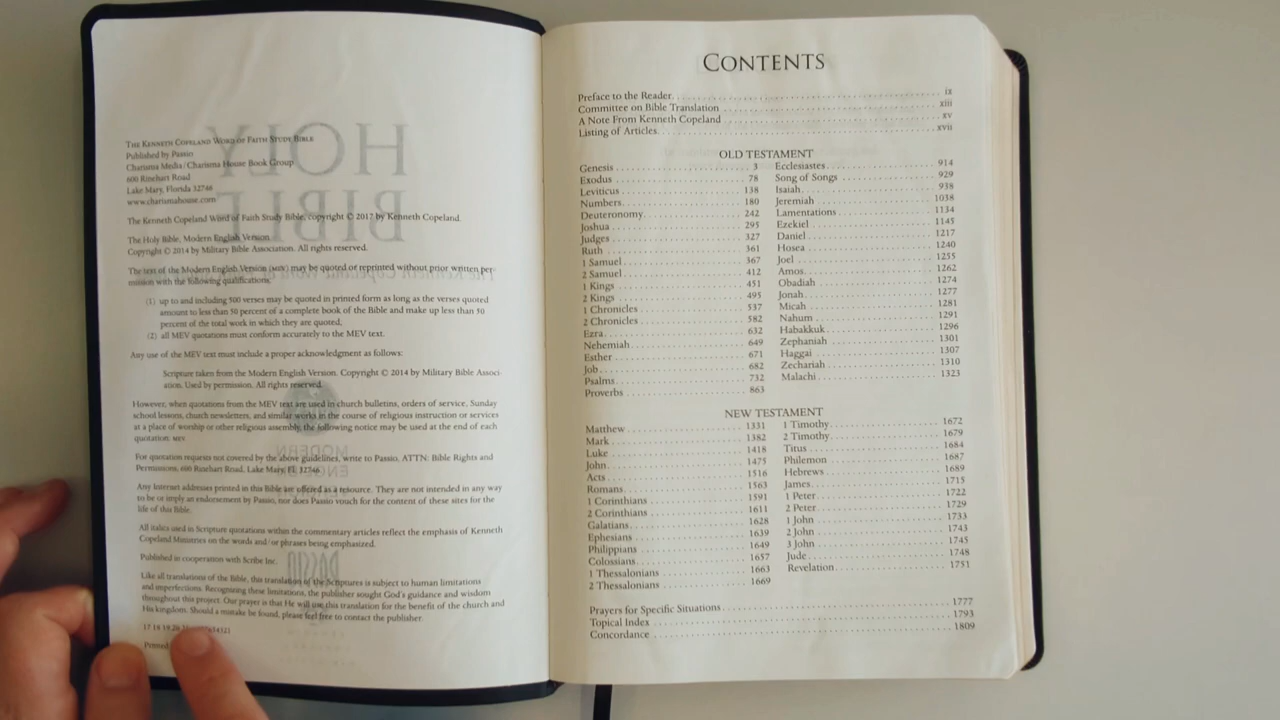 THE KENNETH COPELAND WORD OF FAITH STUDY BIBLE
Published by Passio
Charisma Media/Charisma House Book Group
600 Rinehart Road
Lake Mary, Florida 32746
www.charismahouse.com
The Kenneth Copeland Word of Faith Study Bible, copyright © 2017 by Kenneth Copeland.
The Holy Bible, Modern English Version
Copyright © 2014 by Military Bible Association. All rights reserved.
The text of the Modern English Version (MEV) may be quoted or reprinted without prior written per-
mission with the following qualifications:
(1) up to and including 500 verses may be quoted in printed form as long as the verses quoted
amount to less than 50 percent of a complete book of the Bible and make up less than 50
percent of the total work in which they are quoted;
(2) all MEV quotations must conform accurately to the MEV text.
Any use of the MEV text must include a proper acknowledgment as follows:
Scripture taken from the Modern English Version. Copyright © 2014 by Military Bible Associ-
ation. Used by permission. All rights reserved.
However, when quotations from the MEV text are used in church bulletins, orders of service, Sunday
school lessons, church newsletters, and similar works in the course of religious instruction or services
at a place of worship or other religious assembly, the following notice may be used at the end of each
quotation: MEV
For quotation requests not covered by the above guidelines, write to Passio, ATTN: Bible Rights and
Permissions, 600 Rinehart Road, Lake Mary, FL 32746.
Any Internet addresses printed in this Bible are offered as a resource. They are not intended in any way
to be or imply an endorsement by Passio, nor does Passio vouch for the content of these sites for the
life of this Bible.
All italics used in Scripture quotations within the commentary articles reflect the emphasis of Kenneth
Copeland Ministries on the words and/or phrases being emphasized.
Published in cooperation with Scribe Inc.
Like all translations of the Bible, this translation of the Scriptures is subject to human limitations
and imperfections. Recognizing these limitations, the publisher sought God's guidance and wisdom
throughout this project. Our prayer is that He will use this translation for the benefit of the church and
His kingdom. Should a mistake be found, please feel free to contact the publisher.
17 18 19 20
Printed
CONTENTS
Preface to the Reader ix
Committee on Bible Translation xiii
A Note From Kenneth Copeland xv
Listing of Articles xvii
OLD TESTAMENT
Genesis 3
Exodus 78
Leviticus 138
Numbers 180
Deuteronomy 242
Joshua 295
Judges 327
Ruth 361
1 Samuel 367
2 Samuel 412
1 Kings 451
2 Kings 495
1 Chronicles 537
2 Chronicles 582
Ezra 632
Nehemiah 649
Esther 671
Job 682
Psalms 732
Proverbs 863
Ecclesiastes 914
Song of Songs 929
Isaiah 938
Jeremiah 1038
Lamentations 1134
Ezekiel 1145
Daniel 1217
Hosea 1240
Joel 1255
Amos 1262
Obadiah 1274
Jonah 1277
Micah 1281
Nahum 1291
Habakkuk 1296
Zephaniah 1301
Haggai 1307
Zechariah 1310
Malachi 1323
NEW TESTAMENT
Matthew 1331
Mark 1382
Luke 1418
John 1475
Acts 1516
Romans 1563
1 Corinthians 1591
2 Corinthians 1611
Galatians 1628
Ephesians 1639
Philippians 1649
Colossians 1657
1 Thessalonians 1663
2 Thessalonians 1669
1 Timothy 1672
2 Timothy 1679
Titus 1684
Philemon 1687
Hebrews 1689
James 1715
1 Peter 1722
2 Peter 1729
1 John 1733
2 John 1743
3 John 1745
Jude 1748
Revelation 1751
Prayers for Specific Situations 1777
Topical Index 1793
Concordance 1809